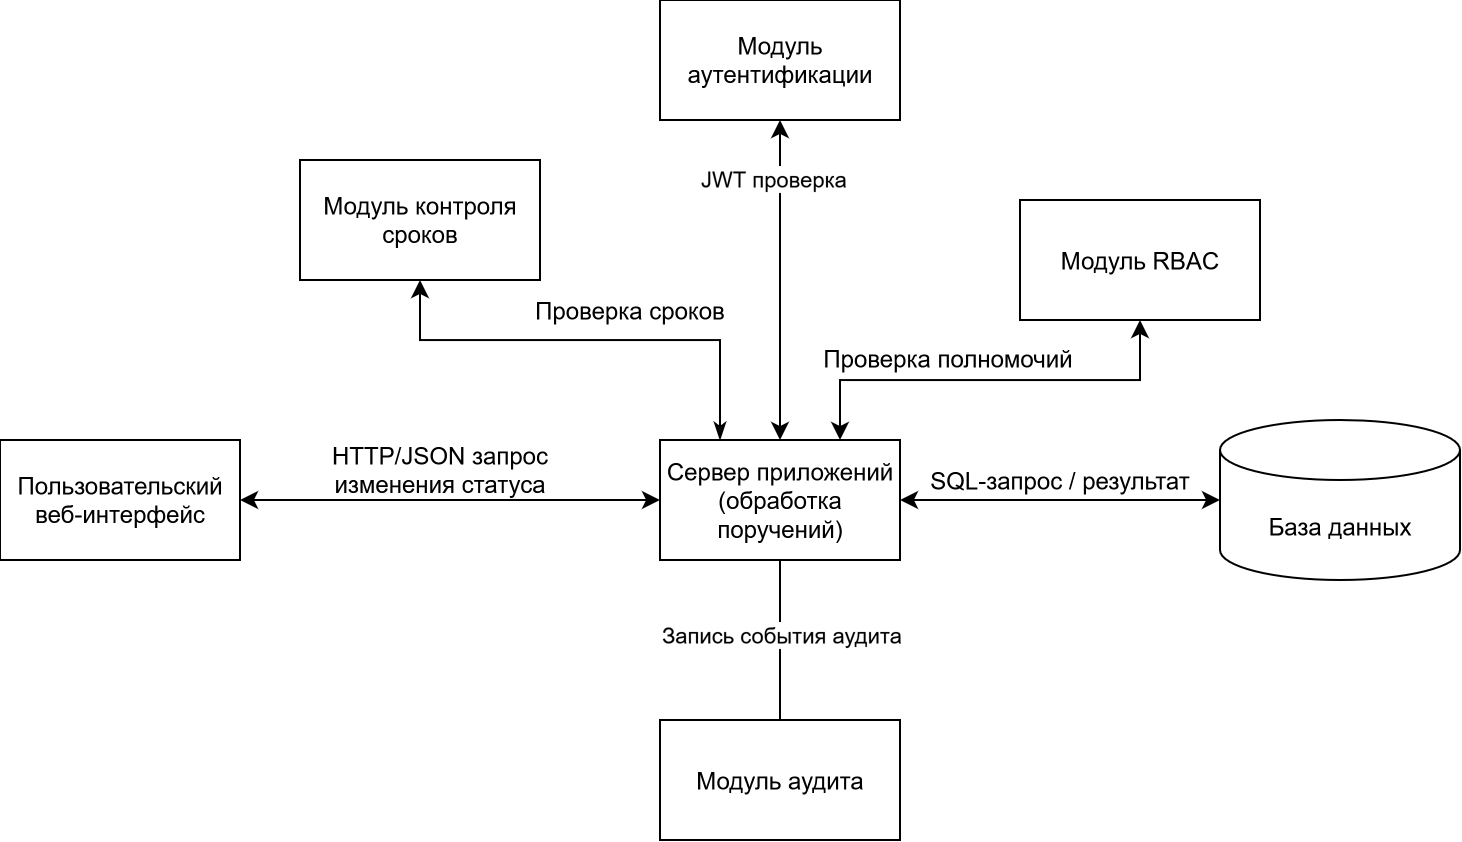 Модуль
аутентификации
JWT проверка
Модуль контроля
сроков
Модуль RBAC
Проверка сроков
Проверка полномочий
Пользовательский
веб-интерфейс
HTTP/JSON запрос
изменения статуса
Сервер приложений
(обработка
поручений)
SQL-запрос / результат
База данных
Запись события аудита
Модуль аудита